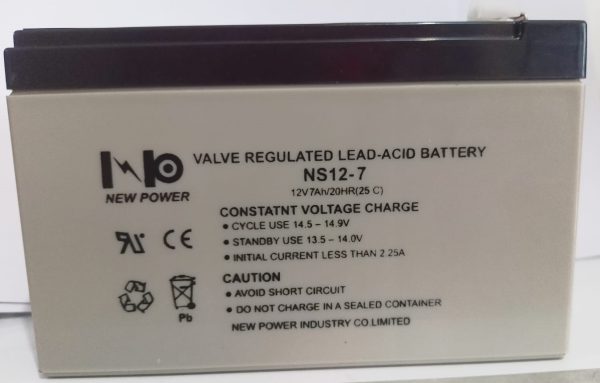 VALVE REGULATED LEAD-ACID BATTERY
NS12-7
12V7Ah/20HR(25 C)
NEW POWER
CONSTATNT VOLTAGE CHARGE
• CYCLE USE 14.5 - 14.9V
• STANDBY USE 13.5 - 14.0V
• INITIAL CURRENT LESS THAN 2.25A
CE
CAUTION
• AVOID SHORT CIRCUIT
• DO NOT CHARGE IN A SEALED CONTAINER
Pb
NEW POWER INDUSTRY CO LIMITED